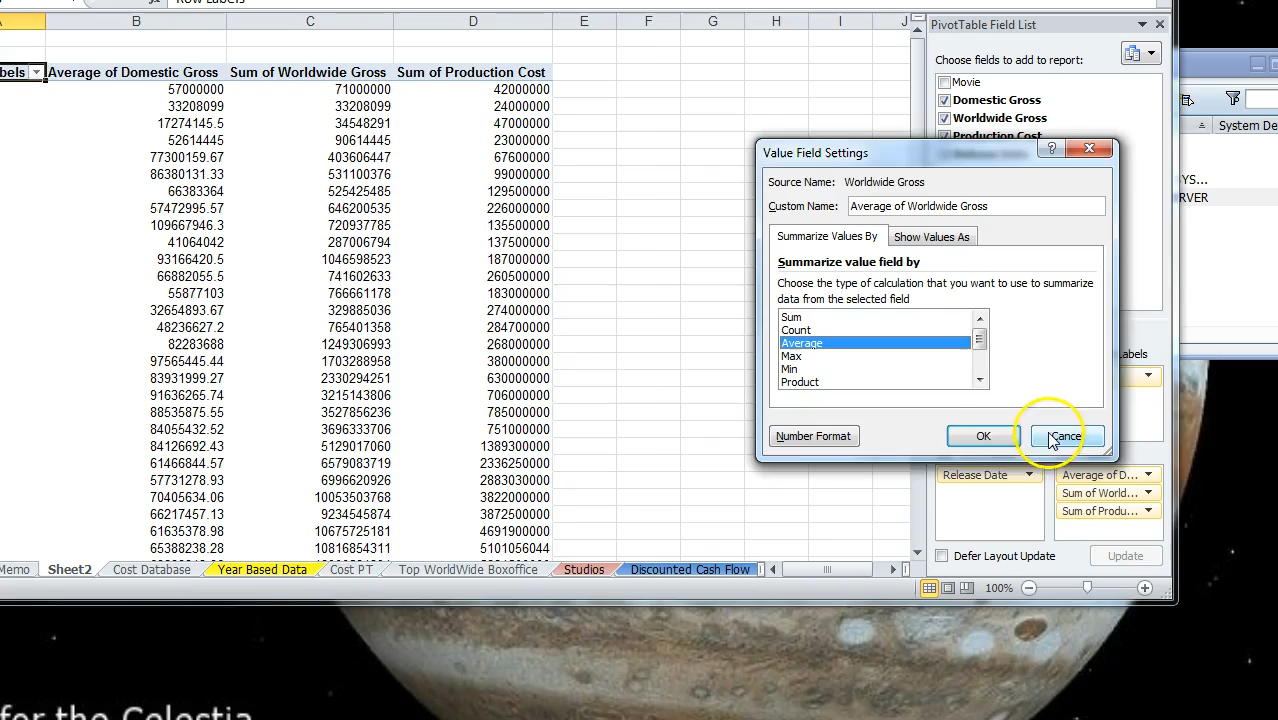 Row Labels
A B C D E F G H I J
bels Average of Domestic Gross Sum of Worldwide Gross Sum of Production Cost
57000000 71000000 42000000
33208099 33208099 24000000
17274145.5 34548291 47000000
52614445 90614445 23000000
77300159.67 403606447 67600000
86380131.33 531100376 99000000
66383364 525425485 129500000
57472995.57 646200535 226000000
109667946.3 720937785 135500000
41064042 287006794 137500000
93166420.5 1046598523 187000000
66882055.5 741602633 260500000
55877103 766661178 183000000
32654893.67 329885036 274000000
48236627.2 765401358 284700000
82283688 1249306993 268000000
97565445.44 1703288958 380000000
83931999.27 2330294251 630000000
91636265.74 3215143806 706000000
88535875.55 3527856236 785000000
84055432.52 3696333706 751000000
84126692.43 5129017060 1389300000
61466844.57 6579083719 2336250000
57731278.93 6996620026 2883030000
70405634.06 10053503768 3822000000
66217457.13 9234545874 3872500000
61635378.98 10675725181 4691900000
65388238.28 10816854311 5101056044
Memo Sheet2 Cost Database Year Based Data Cost PT Top WorldWide Boxoffice Studios Discounted Cash Flow
100%
PivotTable Field List
Choose fields to add to report:
Movie
Domestic Gross
Worldwide Gross
Production Cost
Value Field Settings
Source Name: Worldwide Gross
Custom Name: Average of Worldwide Gross
Summarize Values By Show Values As
Summarize value field by
Choose the type of calculation that you want to use to summarize
data from the selected field
Sum
Count
Average
Max
Min
Product
Number Format OK Cancel
abels
Release Date Average of D...
Sum of World...
Sum of Produ...
Defer Layout Update Update
System De
SYS...
RVER
for the Celestia